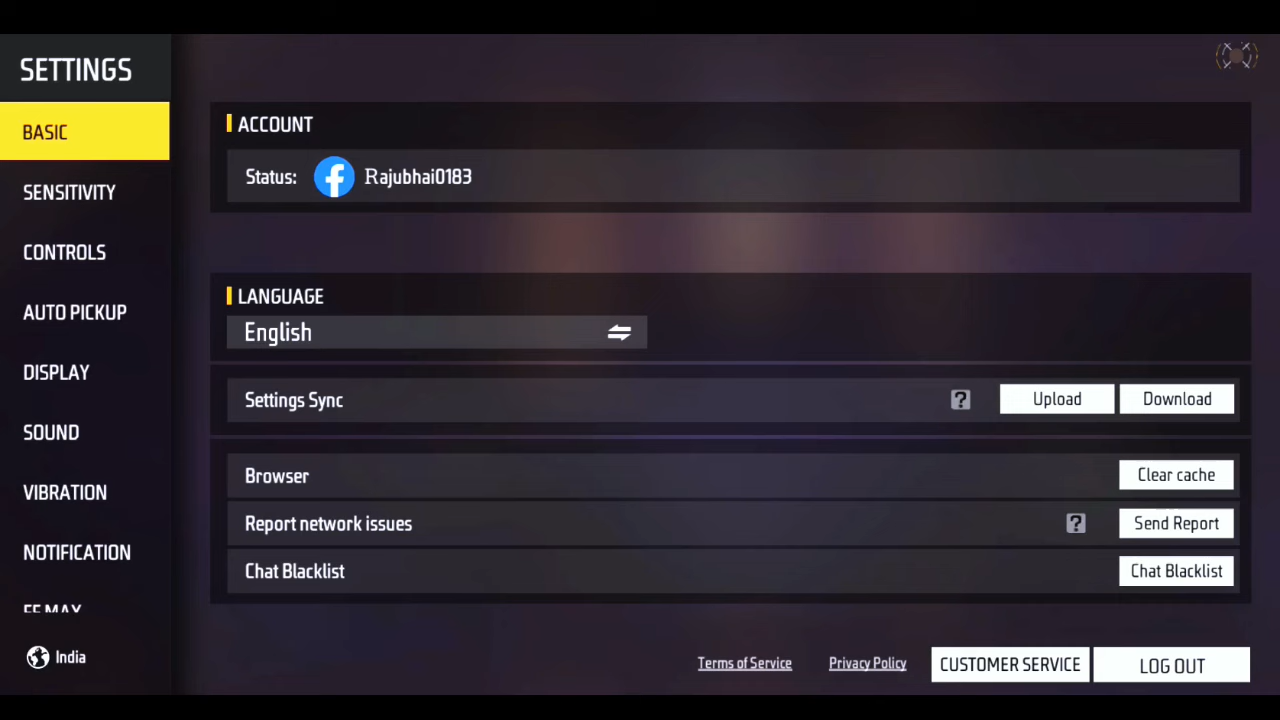 SETTINGS
BASIC
SENSITIVITY
CONTROLS
AUTO PICKUP
DISPLAY
SOUND
VIBRATION
NOTIFICATION
FF MAX
India
ACCOUNT
Status: Rajubhai0183
LANGUAGE
English
Settings Sync ? Upload Download
Browser Clear cache
Report network issues ? Send Report
Chat Blacklist Chat Blacklist
Terms of Service Privacy Policy CUSTOMER SERVICE LOG OUT